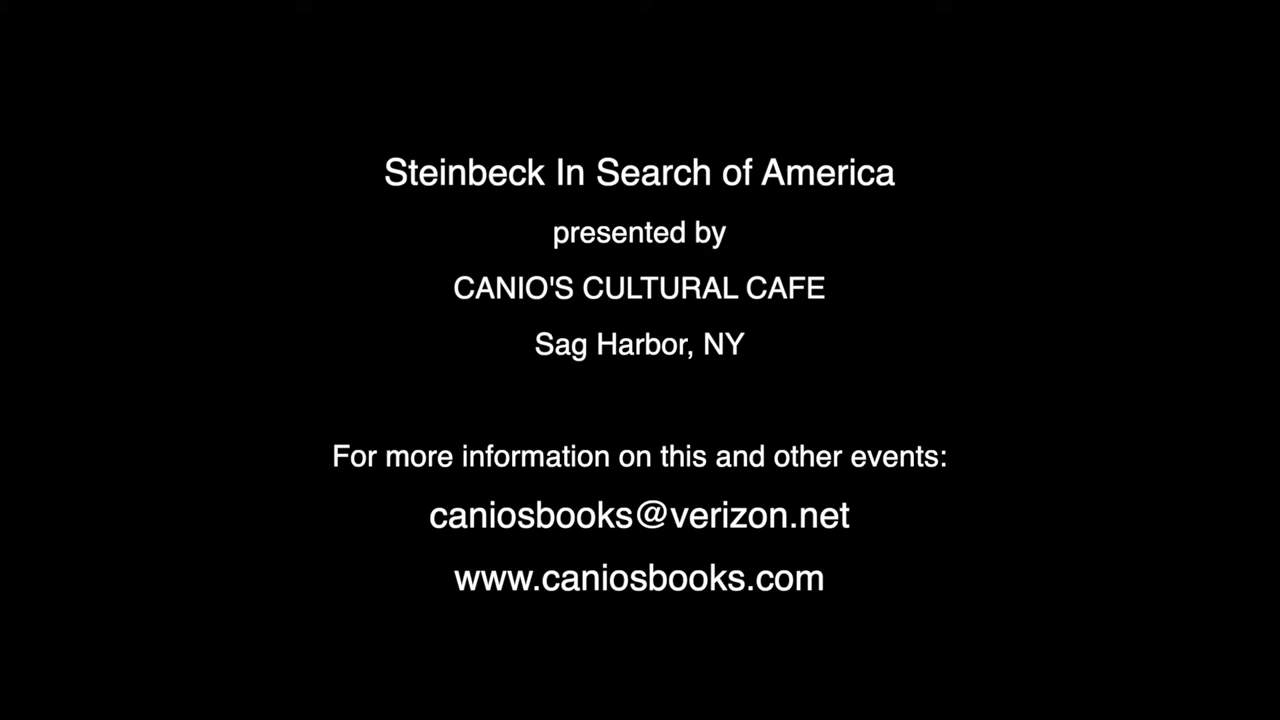 Steinbeck In Search of America
presented by
CANIO'S CULTURAL CAFE
Sag Harbor, NY
For more information on this and other events:
caniosbooks@verizon.net
www.caniosbooks.com